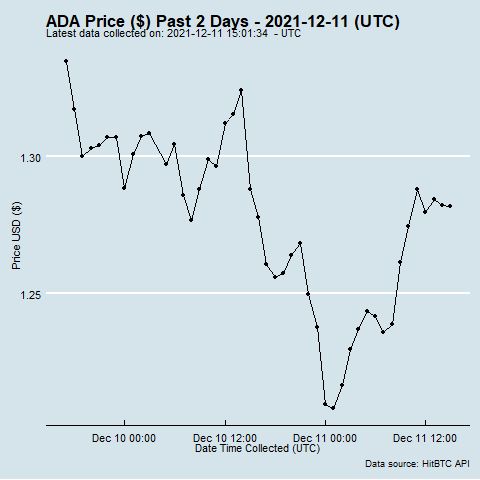 ADA Price ($) Past 2 Days - 2021-12-11 (UTC)
Latest data collected on: 2021-12-11 15:01:34 - UTC
1.30
Price USD ($)
1.25
Dec 10 00:00 Dec 10 12:00 Dec 11 00:00 Dec 11 12:00
Date Time Collected (UTC)
Data source: HitBTC API